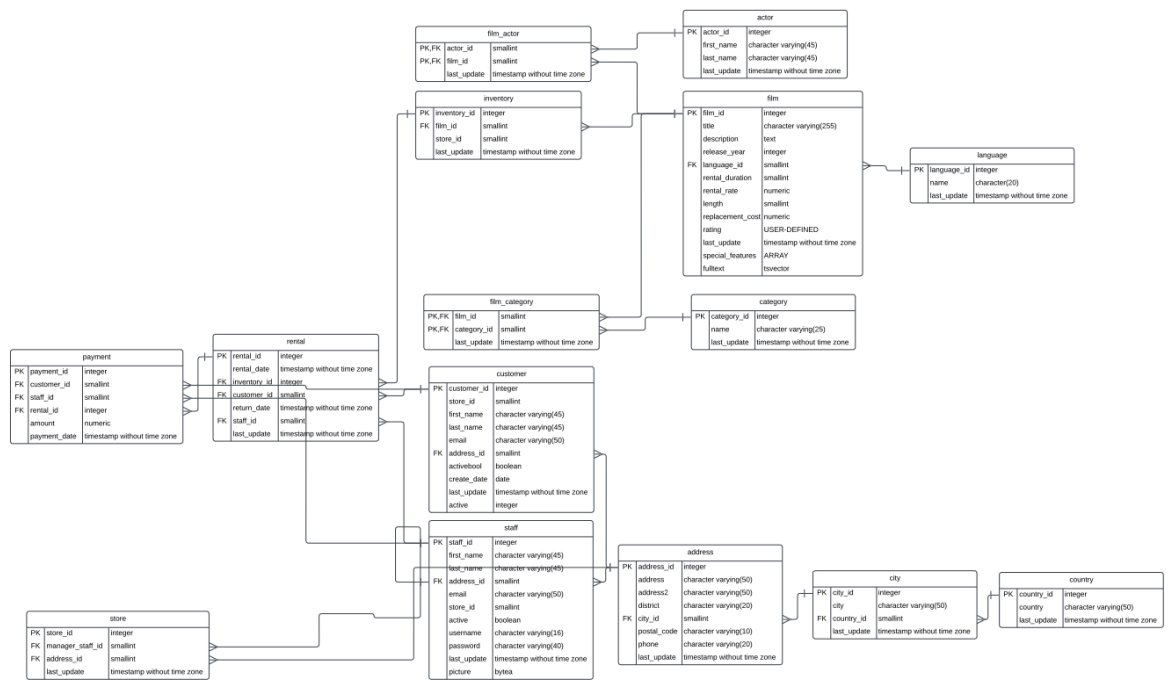 actor
PK actor_id integer
first_name character varying(45)
last_name character varying(45)
last_update timestamp without time zone
film_actor
PK,FK actor_id smallint
PK,FK film_id smallint
last_update timestamp without time zone
inventory
PK inventory_id integer
FK film_id smallint
store_id smallint
last_update timestamp without time zone
film
PK film_id integer
title character varying(255)
description text
release_year integer
FK language_id smallint
rental_duration smallint
rental_rate numeric
length smallint
replacement_cost numeric
rating USER-DEFINED
last_update timestamp without time zone
special_features ARRAY
fulltext tsvector
language
PK language_id integer
name character(20)
last_update timestamp without time zone
film_category
PK,FK film_id smallint
PK,FK category_id smallint
last_update timestamp without time zone
category
PK category_id integer
name character varying(25)
last_update timestamp without time zone
payment
PK payment_id integer
FK customer_id smallint
FK staff_id smallint
FK rental_id integer
amount numeric
payment_date timestamp without time zone
rental
PK rental_id integer
rental_date timestamp without time zone
FK inventory_id integer
FK customer_id smallint
return_date timestamp without time zone
FK staff_id smallint
last_update timestamp without time zone
customer
PK customer_id integer
store_id smallint
first_name character varying(45)
last_name character varying(45)
email character varying(50)
FK address_id smallint
activebool boolean
create_date date
last_update timestamp without time zone
active integer
staff
PK staff_id integer
first_name character varying(45)
last_name character varying(45)
FK address_id smallint
email character varying(50)
store_id smallint
active boolean
username character varying(16)
password character varying(40)
last_update timestamp without time zone
picture bytea
address
PK address_id integer
address character varying(50)
address2 character varying(50)
district character varying(20)
FK city_id smallint
postal_code character varying(10)
phone character varying(20)
last_update timestamp without time zone
city
PK city_id integer
city character varying(50)
FK country_id smallint
last_update timestamp without time zone
country
PK country_id integer
country character varying(50)
last_update timestamp without time zone
store
PK store_id integer
FK manager_staff_id smallint
FK address_id smallint
last_update timestamp without time zone